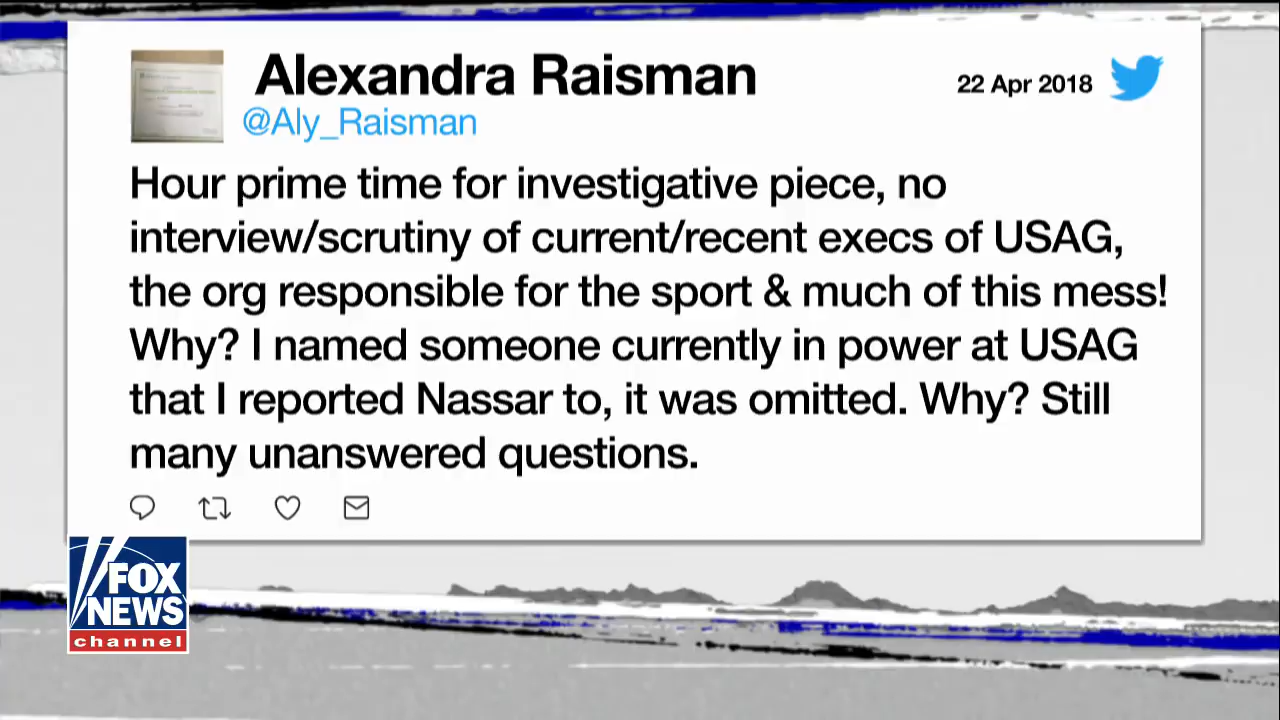 Alexandra Raisman
22 Apr 2018
@Aly_Raisman
Hour prime time for investigative piece, no
interview/scrutiny of current/recent execs of USAG,
the org responsible for the sport & much of this mess!
Why? I named someone currently in power at USAG
that I reported Nassar to, it was omitted. Why? Still
many unanswered questions.
FOX
NEWS
channel